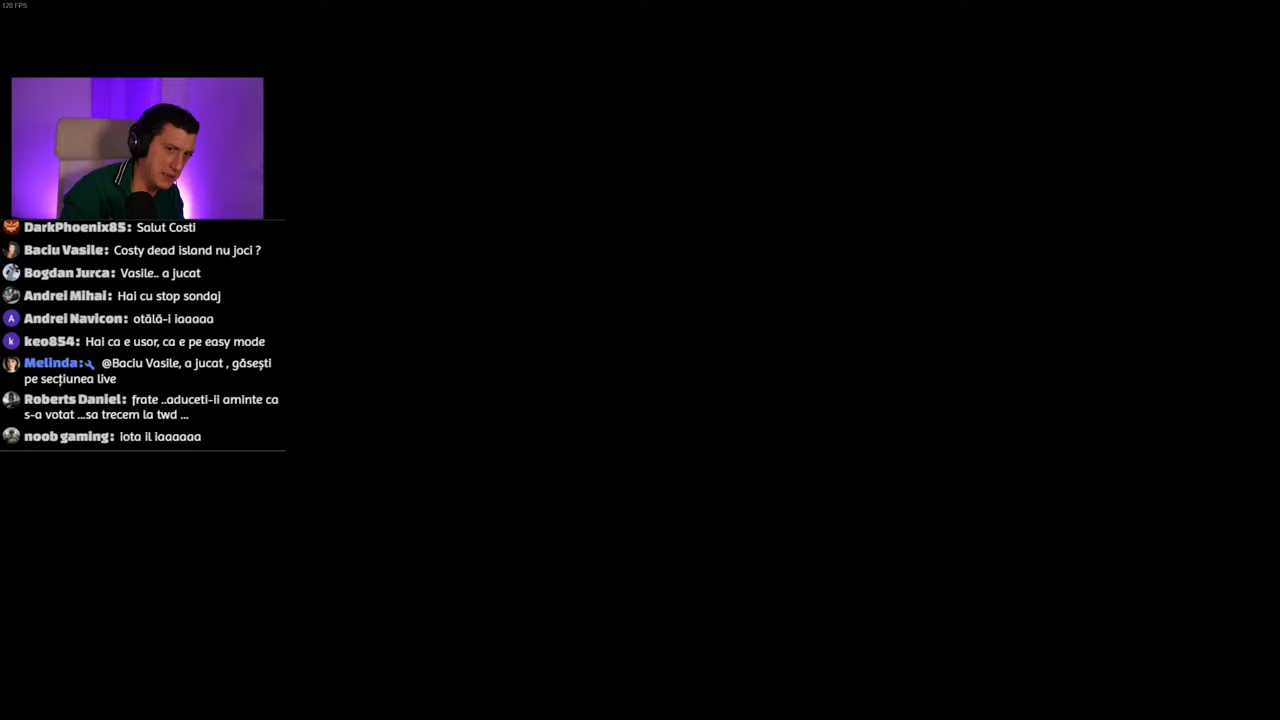 120 FPS
DarkPhoenix85: Salut Costi
Baciu Vasile: Costy dead island nu joci ?
Bogdan Jurca: Vasile.. a jucat
Andrei Mihai: Hai cu stop sondaj
A Andrei Navicon: otălă-i iaaaaa
k keo854: Hai ca e usor, ca e pe easy mode
Melinda: @Baciu Vasile, a jucat , găsești
pe secțiunea live
Roberts Daniel: frate ..aduceti-ii aminte ca
s-a votat ...sa trecem la twd ...
noob gaming: iota il iaaaaaa